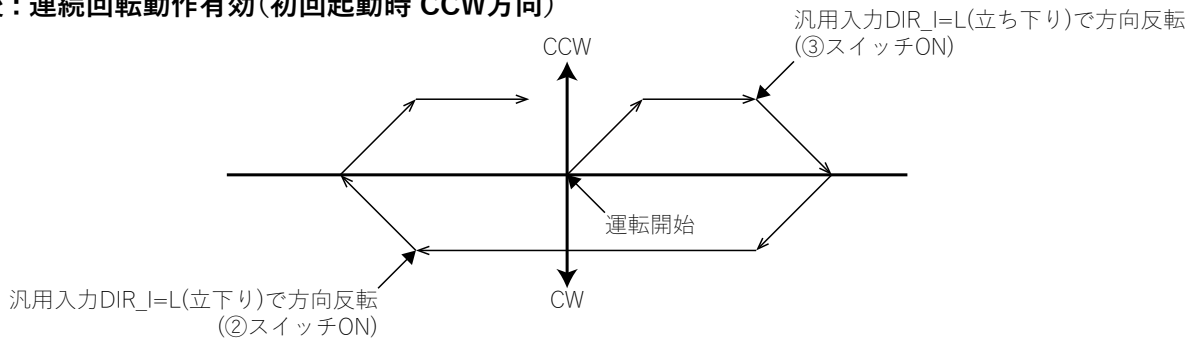 ：連続回転動作有効（初回起動時 CCW方向）
汎用入力DIR_I=L(立ち下り)で方向反転
(③スイッチON)
CCW
運転開始
汎用入力DIR_I=L(立下り)で方向反転
(②スイッチON)
CW